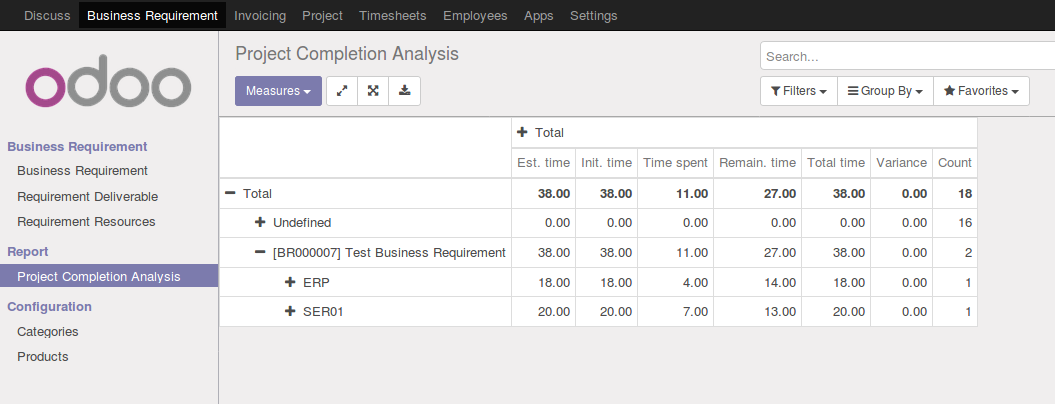 Discuss Business Requirement Invoicing Project Timesheets Employees Apps Settings
odoo
Business Requirement
Business Requirement
Requirement Deliverable
Requirement Resources
Report
Project Completion Analysis
Configuration
Categories
Products
Project Completion Analysis
Search...
Measures
Filters Group By Favorites
Total
Est. time Init. time Time spent Remain. time Total time Variance Count
Total 38.00 38.00 11.00 27.00 38.00 0.00 18
Undefined 0.00 0.00 0.00 0.00 0.00 0.00 16
[BR000007] Test Business Requirement 38.00 38.00 11.00 27.00 38.00 0.00 2
ERP 18.00 18.00 4.00 14.00 18.00 0.00 1
SER01 20.00 20.00 7.00 13.00 20.00 0.00 1